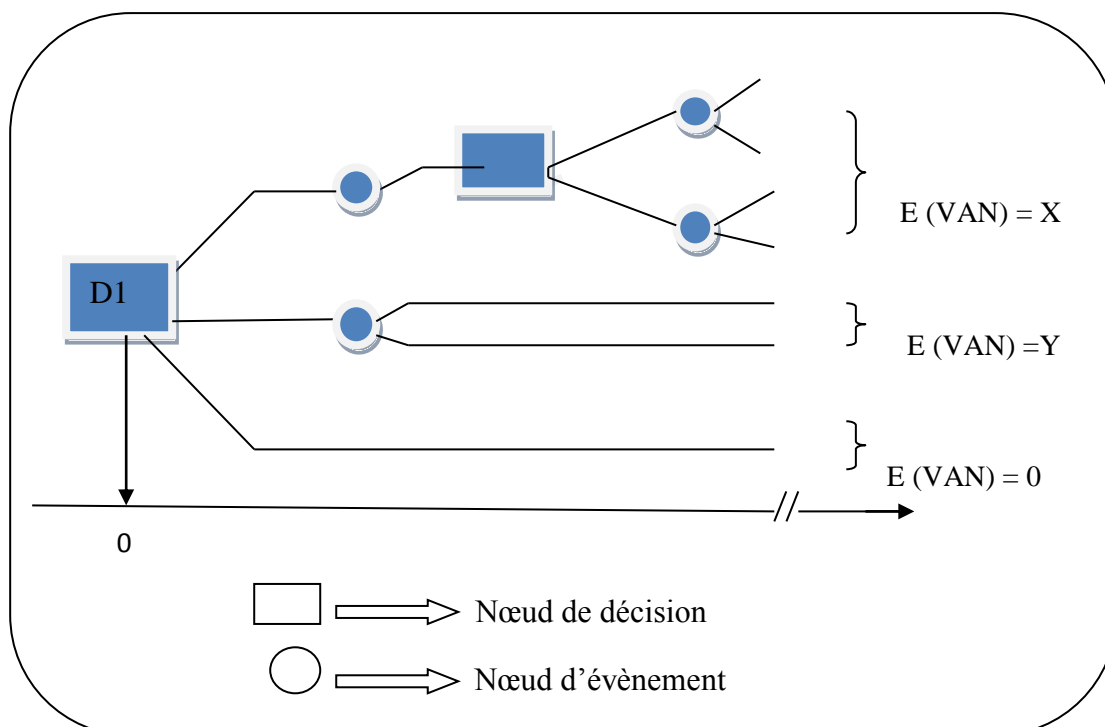 E (VAN) = X
D1
E (VAN) =Y
E (VAN) = 0
0
Nœud de décision
Nœud d’évènement